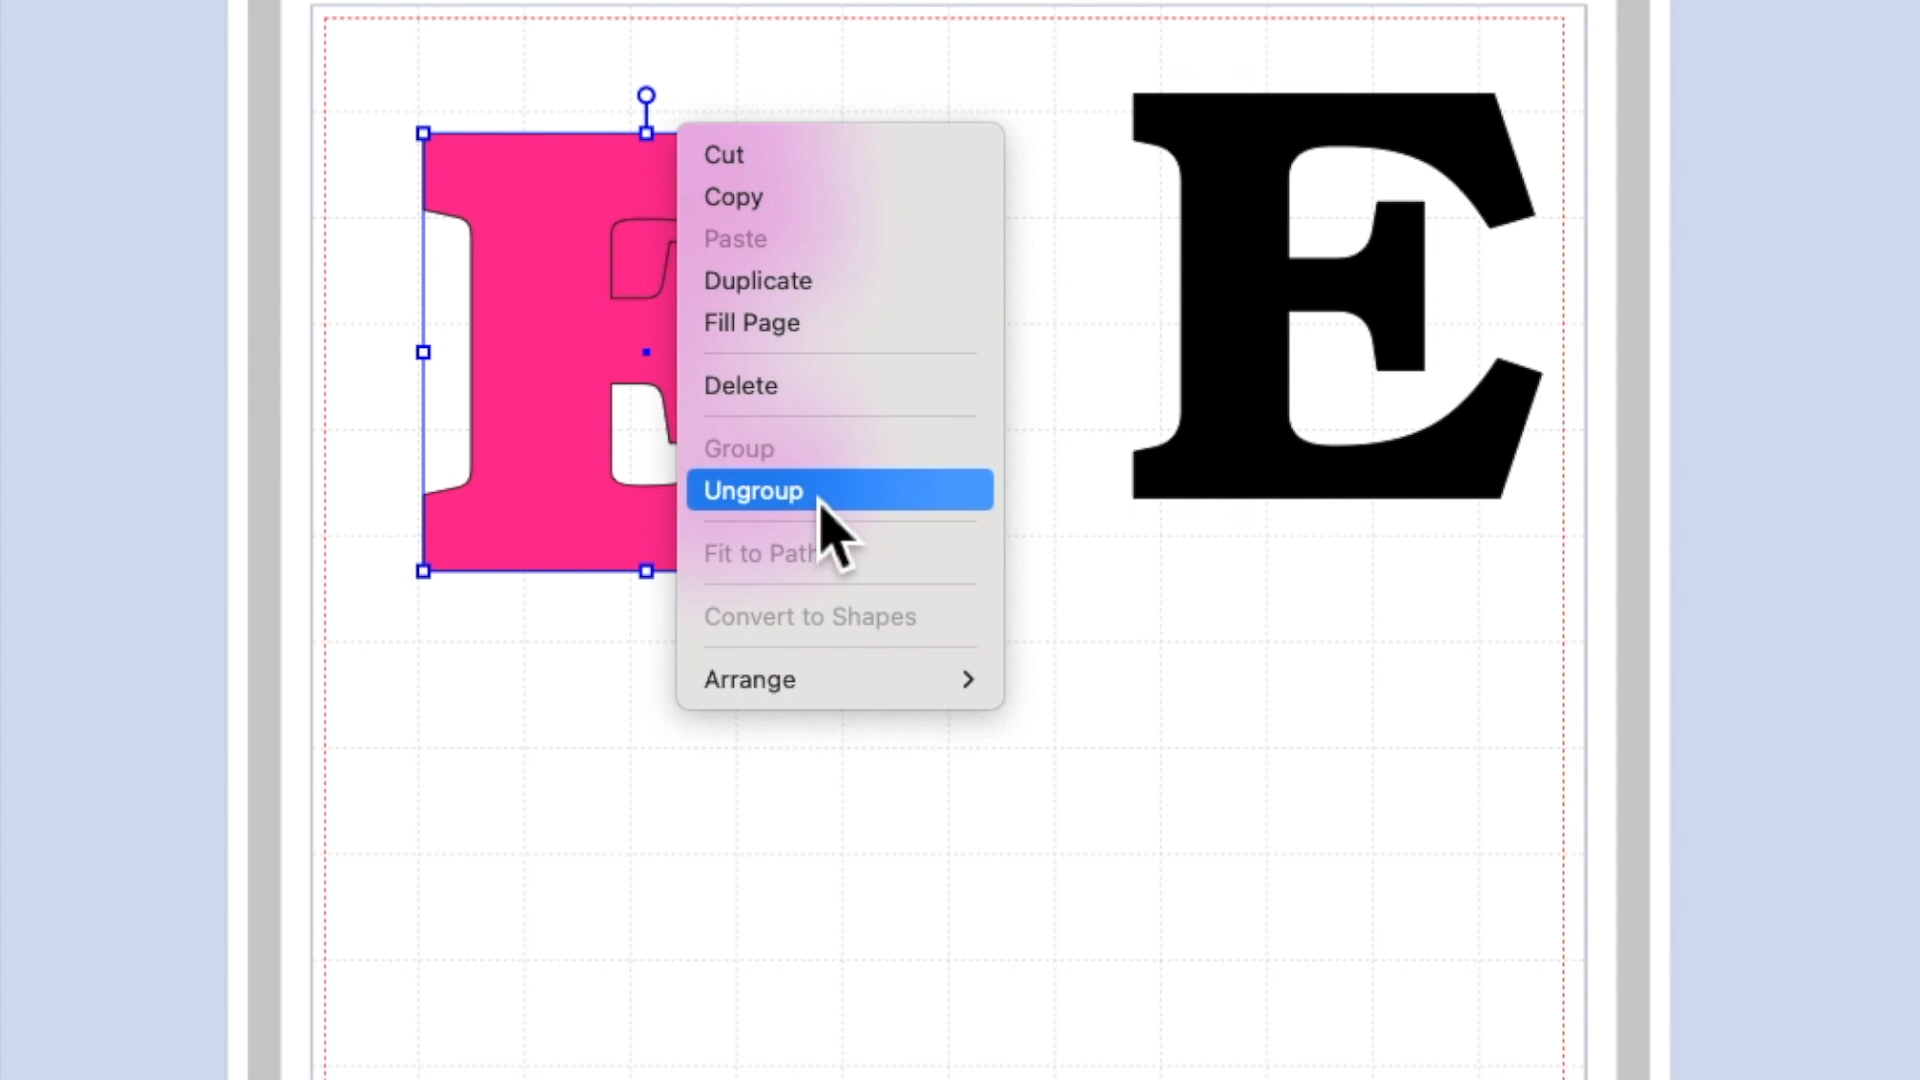 E
Cut
Copy
Paste
Duplicate
Fill Page
Delete
Group
Ungroup
Fit to Path
Convert to Shapes
Arrange